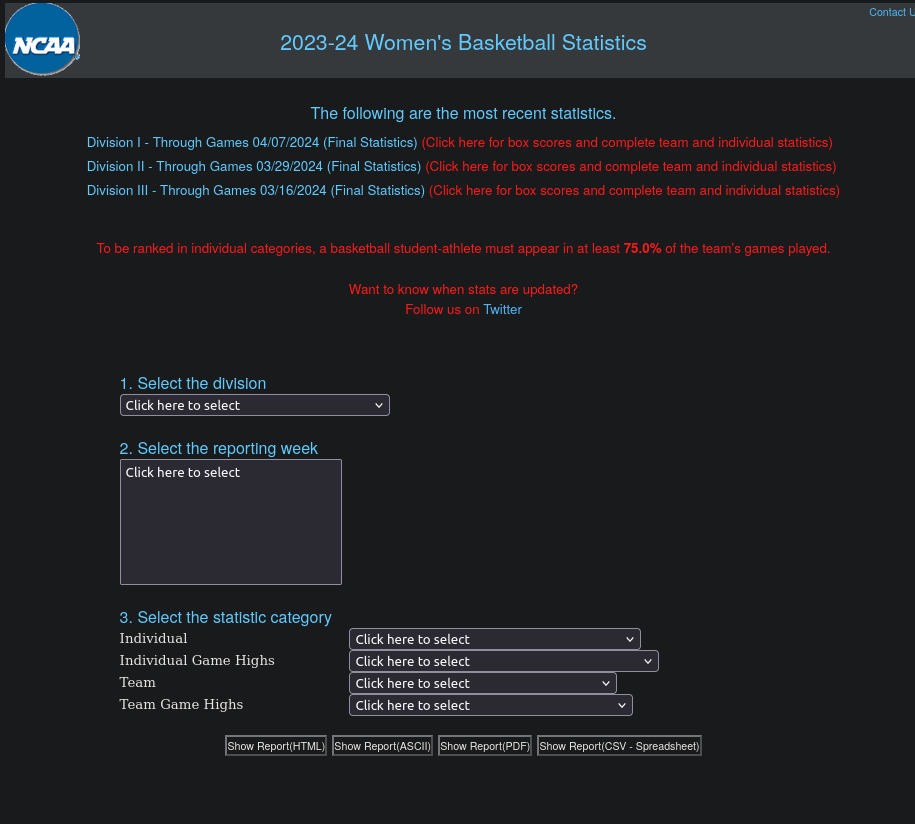 Contact U
NCAA
2023-24 Women's Basketball Statistics
The following are the most recent statistics.
Division I - Through Games 04/07/2024 (Final Statistics) (Click here for box scores and complete team and individual statistics)
Division II - Through Games 03/29/2024 (Final Statistics) (Click here for box scores and complete team and individual statistics)
Division III - Through Games 03/16/2024 (Final Statistics) (Click here for box scores and complete team and individual statistics)
To be ranked in individual categories, a basketball student-athlete must appear in at least 75.0% of the team's games played.
Want to know when stats are updated?
Follow us on Twitter
1. Select the division
Click here to select
2. Select the reporting week
Click here to select
3. Select the statistic category
Individual Click here to select
Individual Game Highs Click here to select
Team Click here to select
Team Game Highs Click here to select
Show Report(HTML) Show Report(ASCII) Show Report(PDF) Show Report(CSV - Spreadsheet)